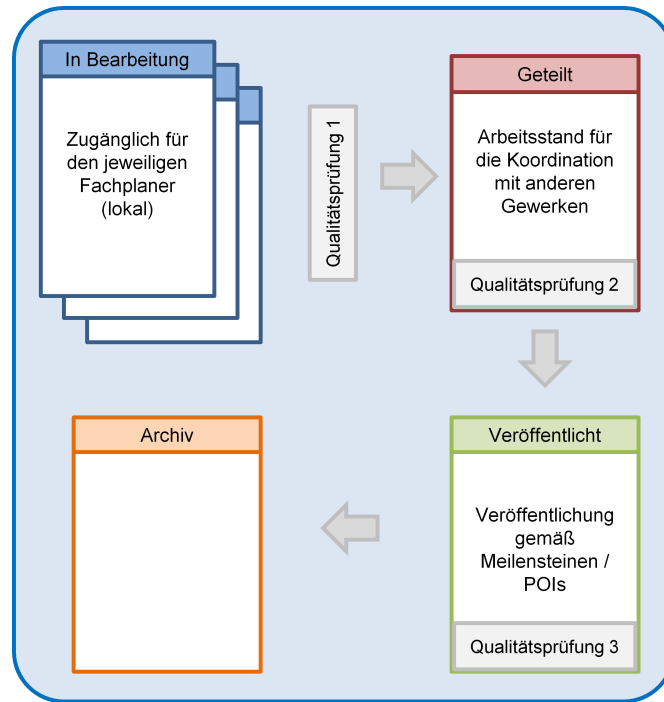 In Bearbeitung
Zugänglich für
den jeweiligen
Fachplaner
(lokal)
Qualitätsprüfung 1
Geteilt
Arbeitsstand für
die Koordination
mit anderen
Gewerken
Qualitätsprüfung 2
Archiv
Veröffentlicht
Veröffentlichung
gemäß
Meilensteinen /
POIs
Qualitätsprüfung 3